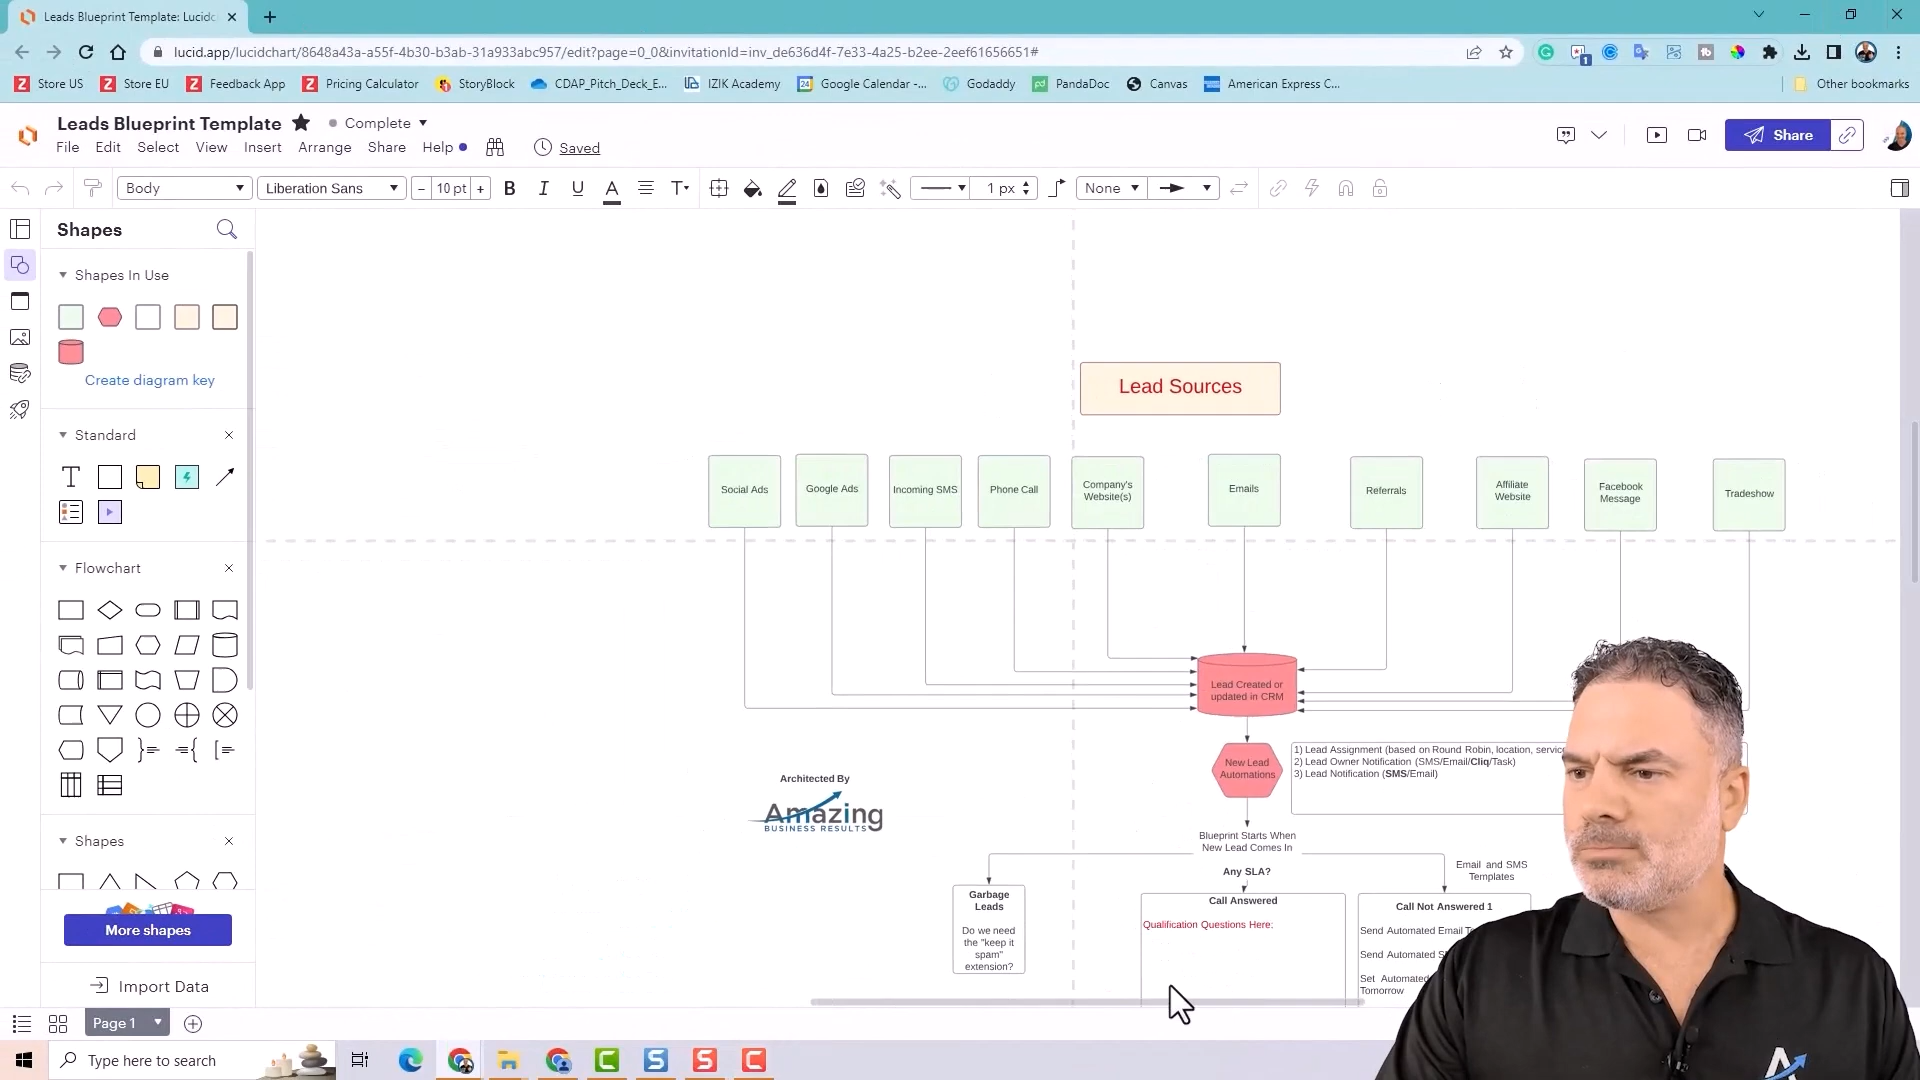 Leads Blueprint Template: Lucidc
lucid.app/lucidchart/8648a43a-a55f-4b30-b3ab-31a933abc957/edit?page=0_0&invitationId=inv_de636d4f-7e33-4a25-b2ee-2eef61656651#
Store US Store EU Feedback App Pricing Calculator StoryBlock CDAP_Pitch_Deck_E... IZIK Academy Google Calendar -... Godaddy PandaDoc Canvas American Express C... Other bookmarks
Leads Blueprint Template Complete
File Edit Select View Insert Arrange Share Help Saved
Share
Body Liberation Sans - 10 pt + B I U A T 1 px None
Shapes
Shapes In Use
Create diagram key
Standard
T
Flowchart
Shapes
More shapes
Import Data
Page 1
Type here to search
Lead Sources
Social Ads
Google Ads
Incoming SMS
Phone Call
Company's
Website(s)
Emails
Referrals
Affiliate
Website
Facebook
Message
Tradeshow
Lead Created or
updated in CRM
New Lead
Automations
1) Lead Assignment (based on Round Robin, location, service
2) Lead Owner Notification (SMS/Email/Cliq/Task)
3) Lead Notification (SMS/Email)
Architected By
Amazing
BUSINESS RESULTS
Blueprint Starts When
New Lead Comes In
Any SLA?
Email and SMS
Templates
Garbage
Leads
Do we need
the "keep it
spam"
extension?
Call Answered
Qualification Questions Here:
Call Not Answered 1
Send Automated Email
Send Automated
Set Automated
Tomorrow